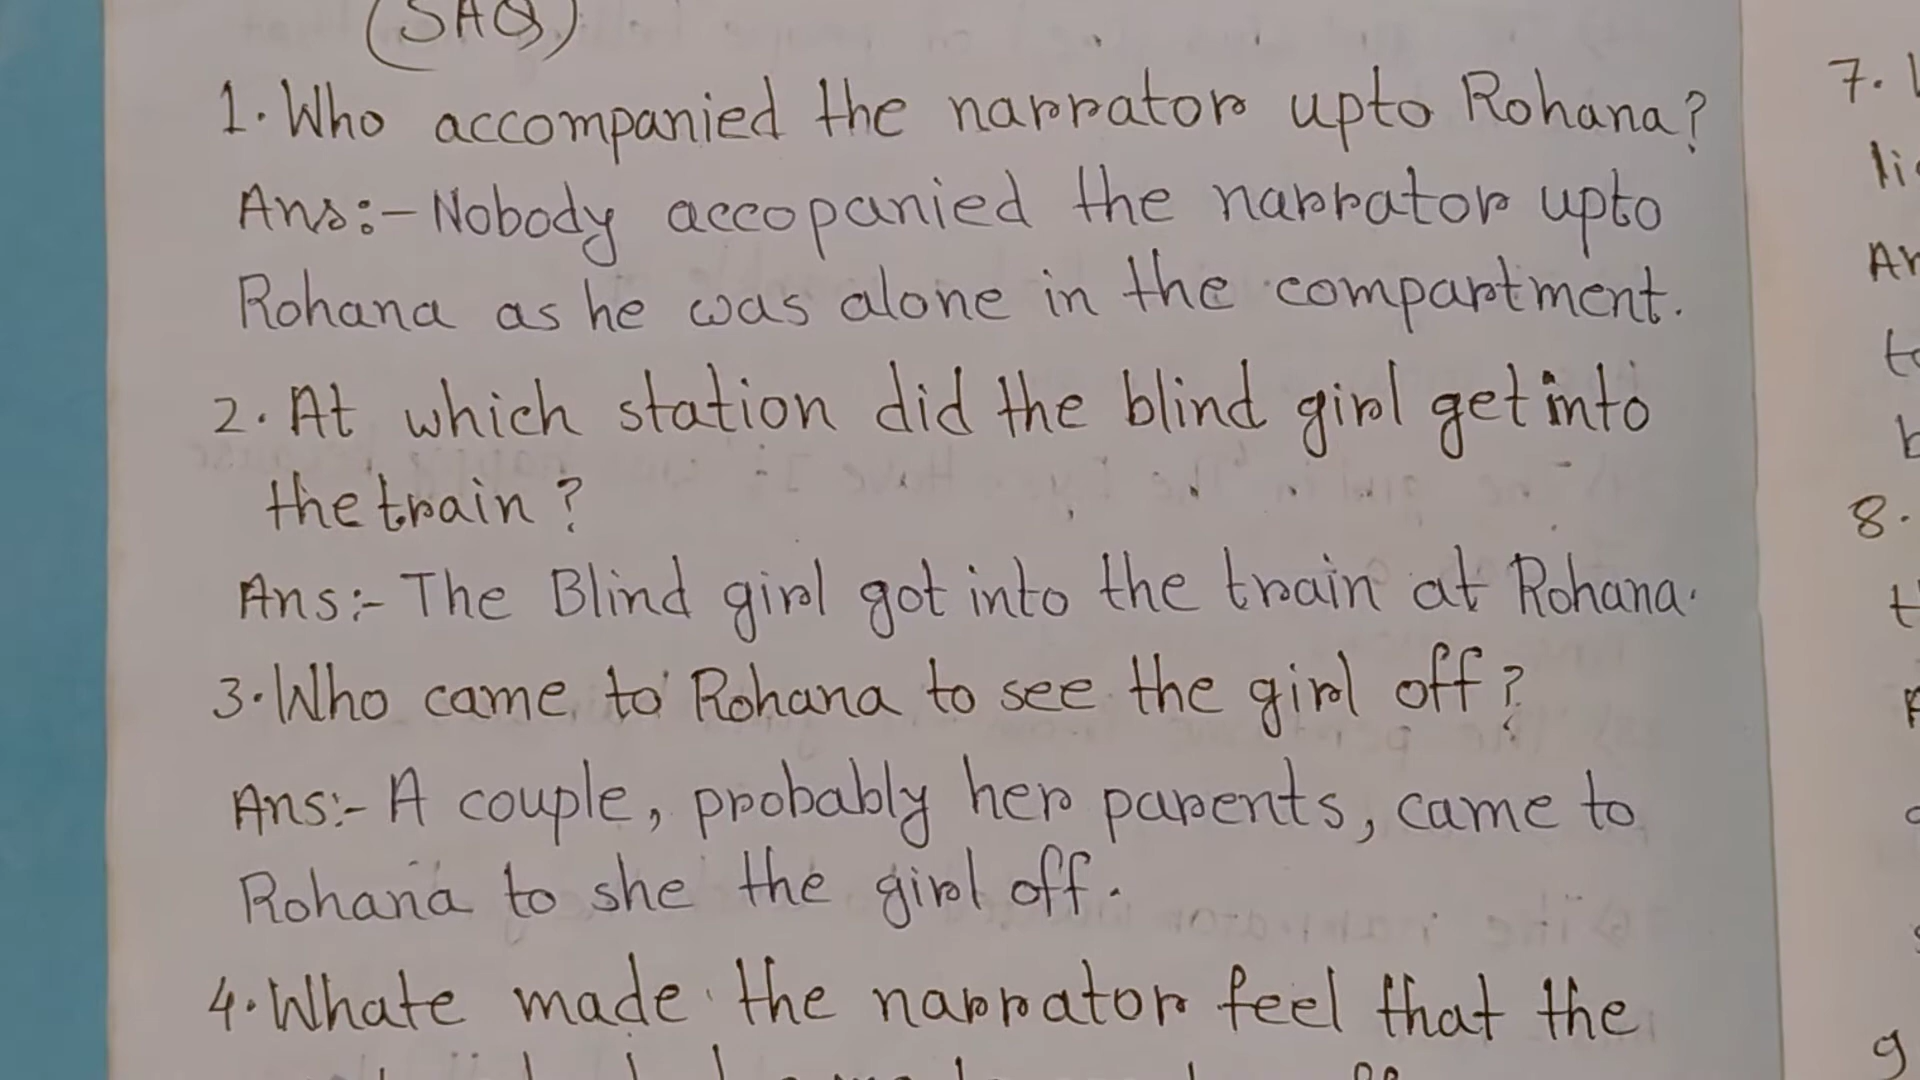 (SAQ)
1. Who accompanied the narrator upto Rohana?
Ans:- Nobody accopanied the narrator upto
Rohana as he was alone in the compartment.
2. At which station did the blind girl get into
the train?
Ans:- The Blind girl got into the train at Rohana.
3. Who came to Rohana to see the girl off?
Ans:- A couple, probably her parents, came to
Rohana to she the girl off.
4. Whate made the narrator feel that the
7.
8.
9